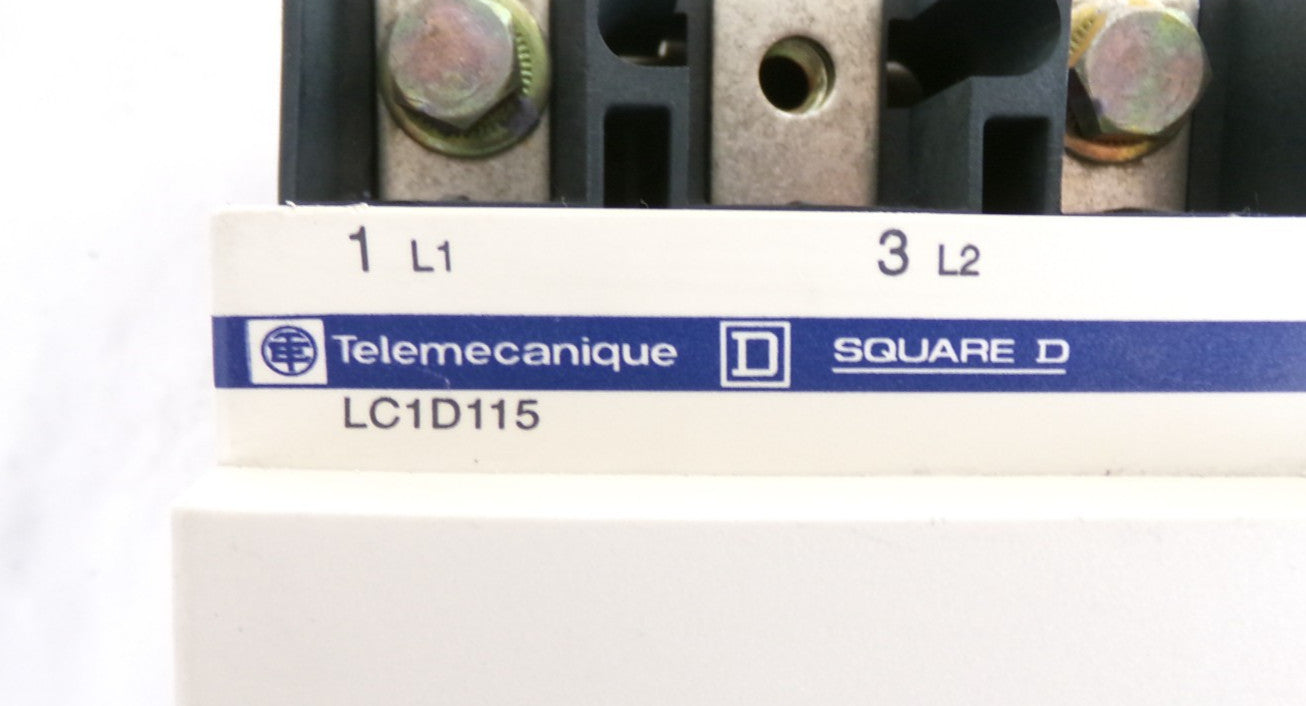 1 L1 3 L2
Telemecanique D SQUARE D
LC1D115